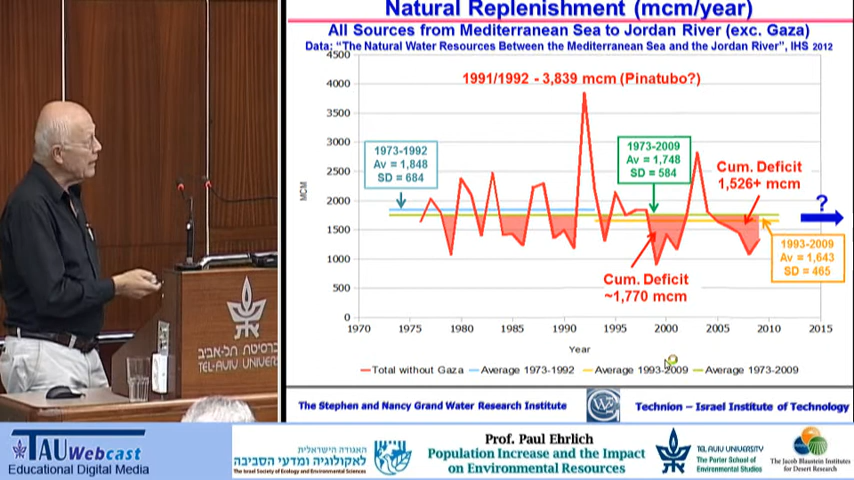 Natural Replenishment (mcm/year)
All Sources from Mediterranean Sea to Jordan River (exc. Gaza)
Data: "The Natural Water Resources Between the Mediterranean Sea and the Jordan River", IHS 2012
4500
4000
3500
3000
2500
2000
1500
1000
500
0
MCM
1991/1992 - 3,839 mcm (Pinatubo?)
1973-1992
Av = 1,848
SD = 684
1973-2009
Av = 1,748
SD = 584
Cum. Deficit
1,526+ mcm
?
1993-2009
Av = 1,643
SD = 465
Cum. Deficit
~1,770 mcm
1970 1975 1980 1985 1990 1995 2000 2005 2010 2015
Year
Total without Gaza Average 1973-1992 Average 1993-2009 Average 1973-2009
The Stephen and Nancy Grand Water Research Institute
Technion – Israel Institute of Technology
אוניברסיטת תל-אביב
TEL-AVIV UNIVERSITY
TAU Webcast
Educational Digital Media
האגודה הישראלית
לאקולוגיה ומדעי הסביבה
The Israel Society of Ecology and Environmental Sciences
Prof. Paul Ehrlich
Population Increase and the Impact
on Environmental Resources
TEL AVIV UNIVERSITY
The Porter School of
Environmental Studies
The Jacob Blaustein Institutes
for Desert Research